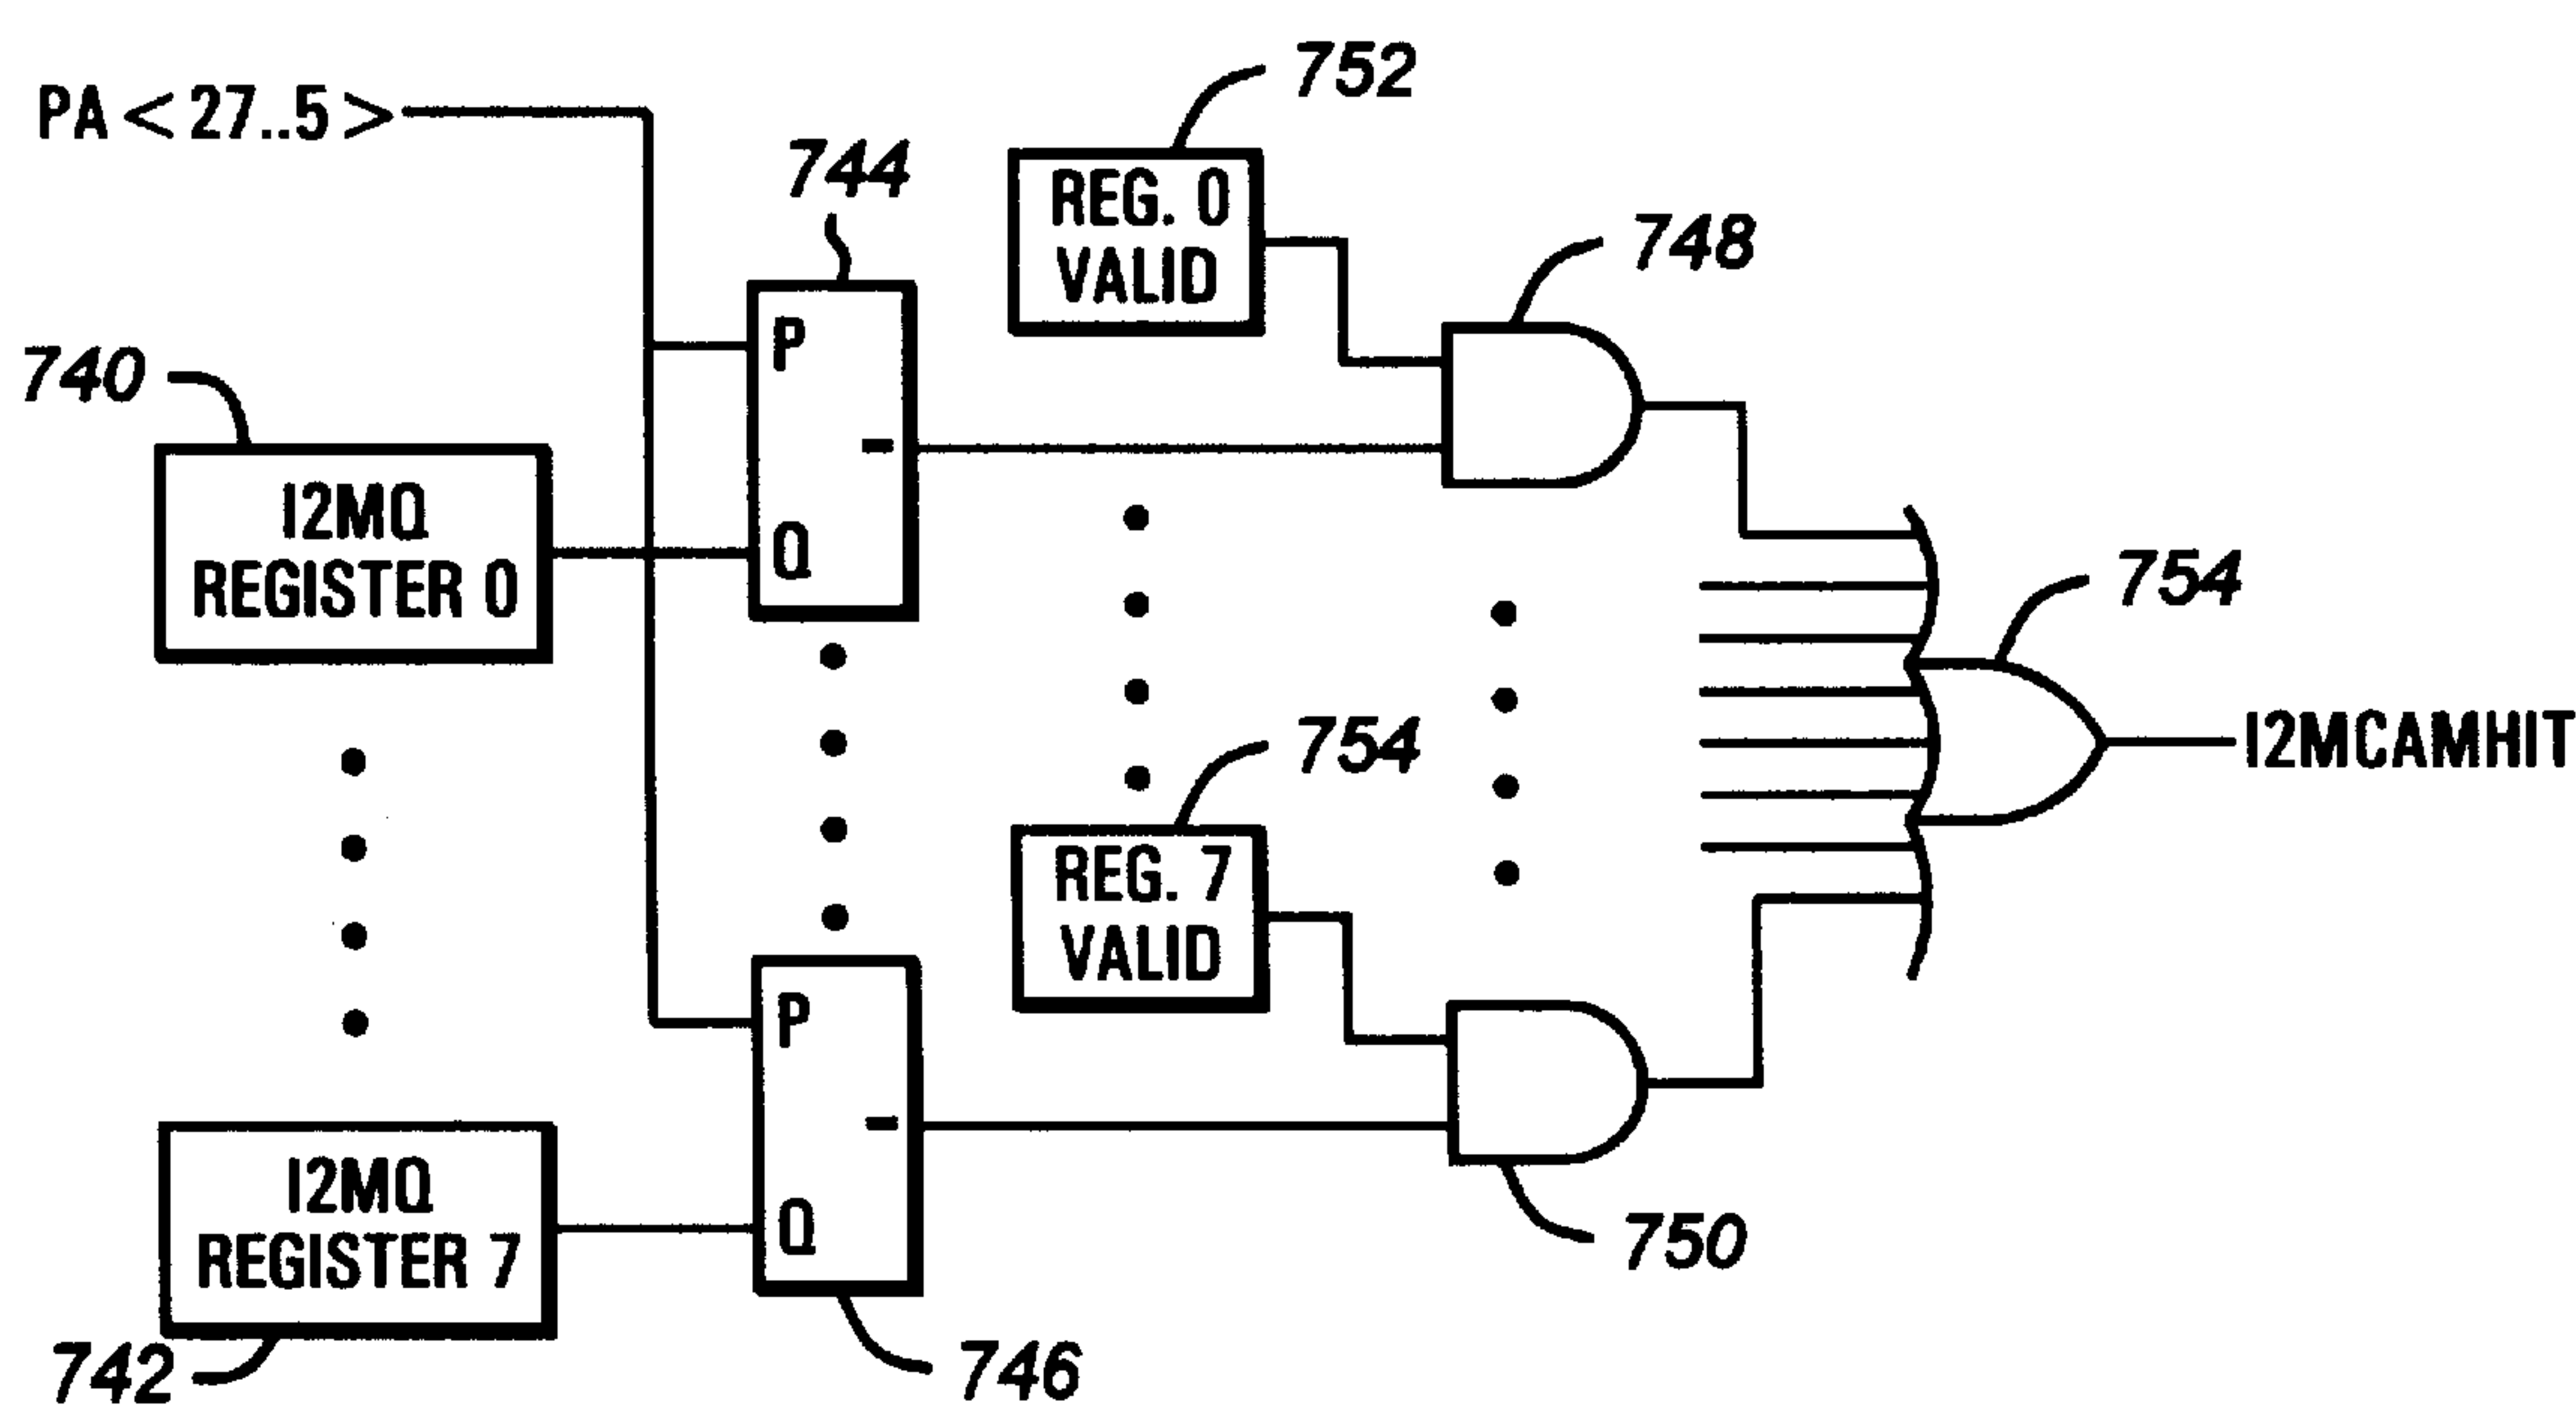 PA < 27..5 >
752
744
REG. 0
VALID
748
740
P
I2MQ
REGISTER 0
Q
–
754
754
I2MCAMHIT
REG. 7
VALID
P
I2MQ
REGISTER 7
Q
–
750
742
746